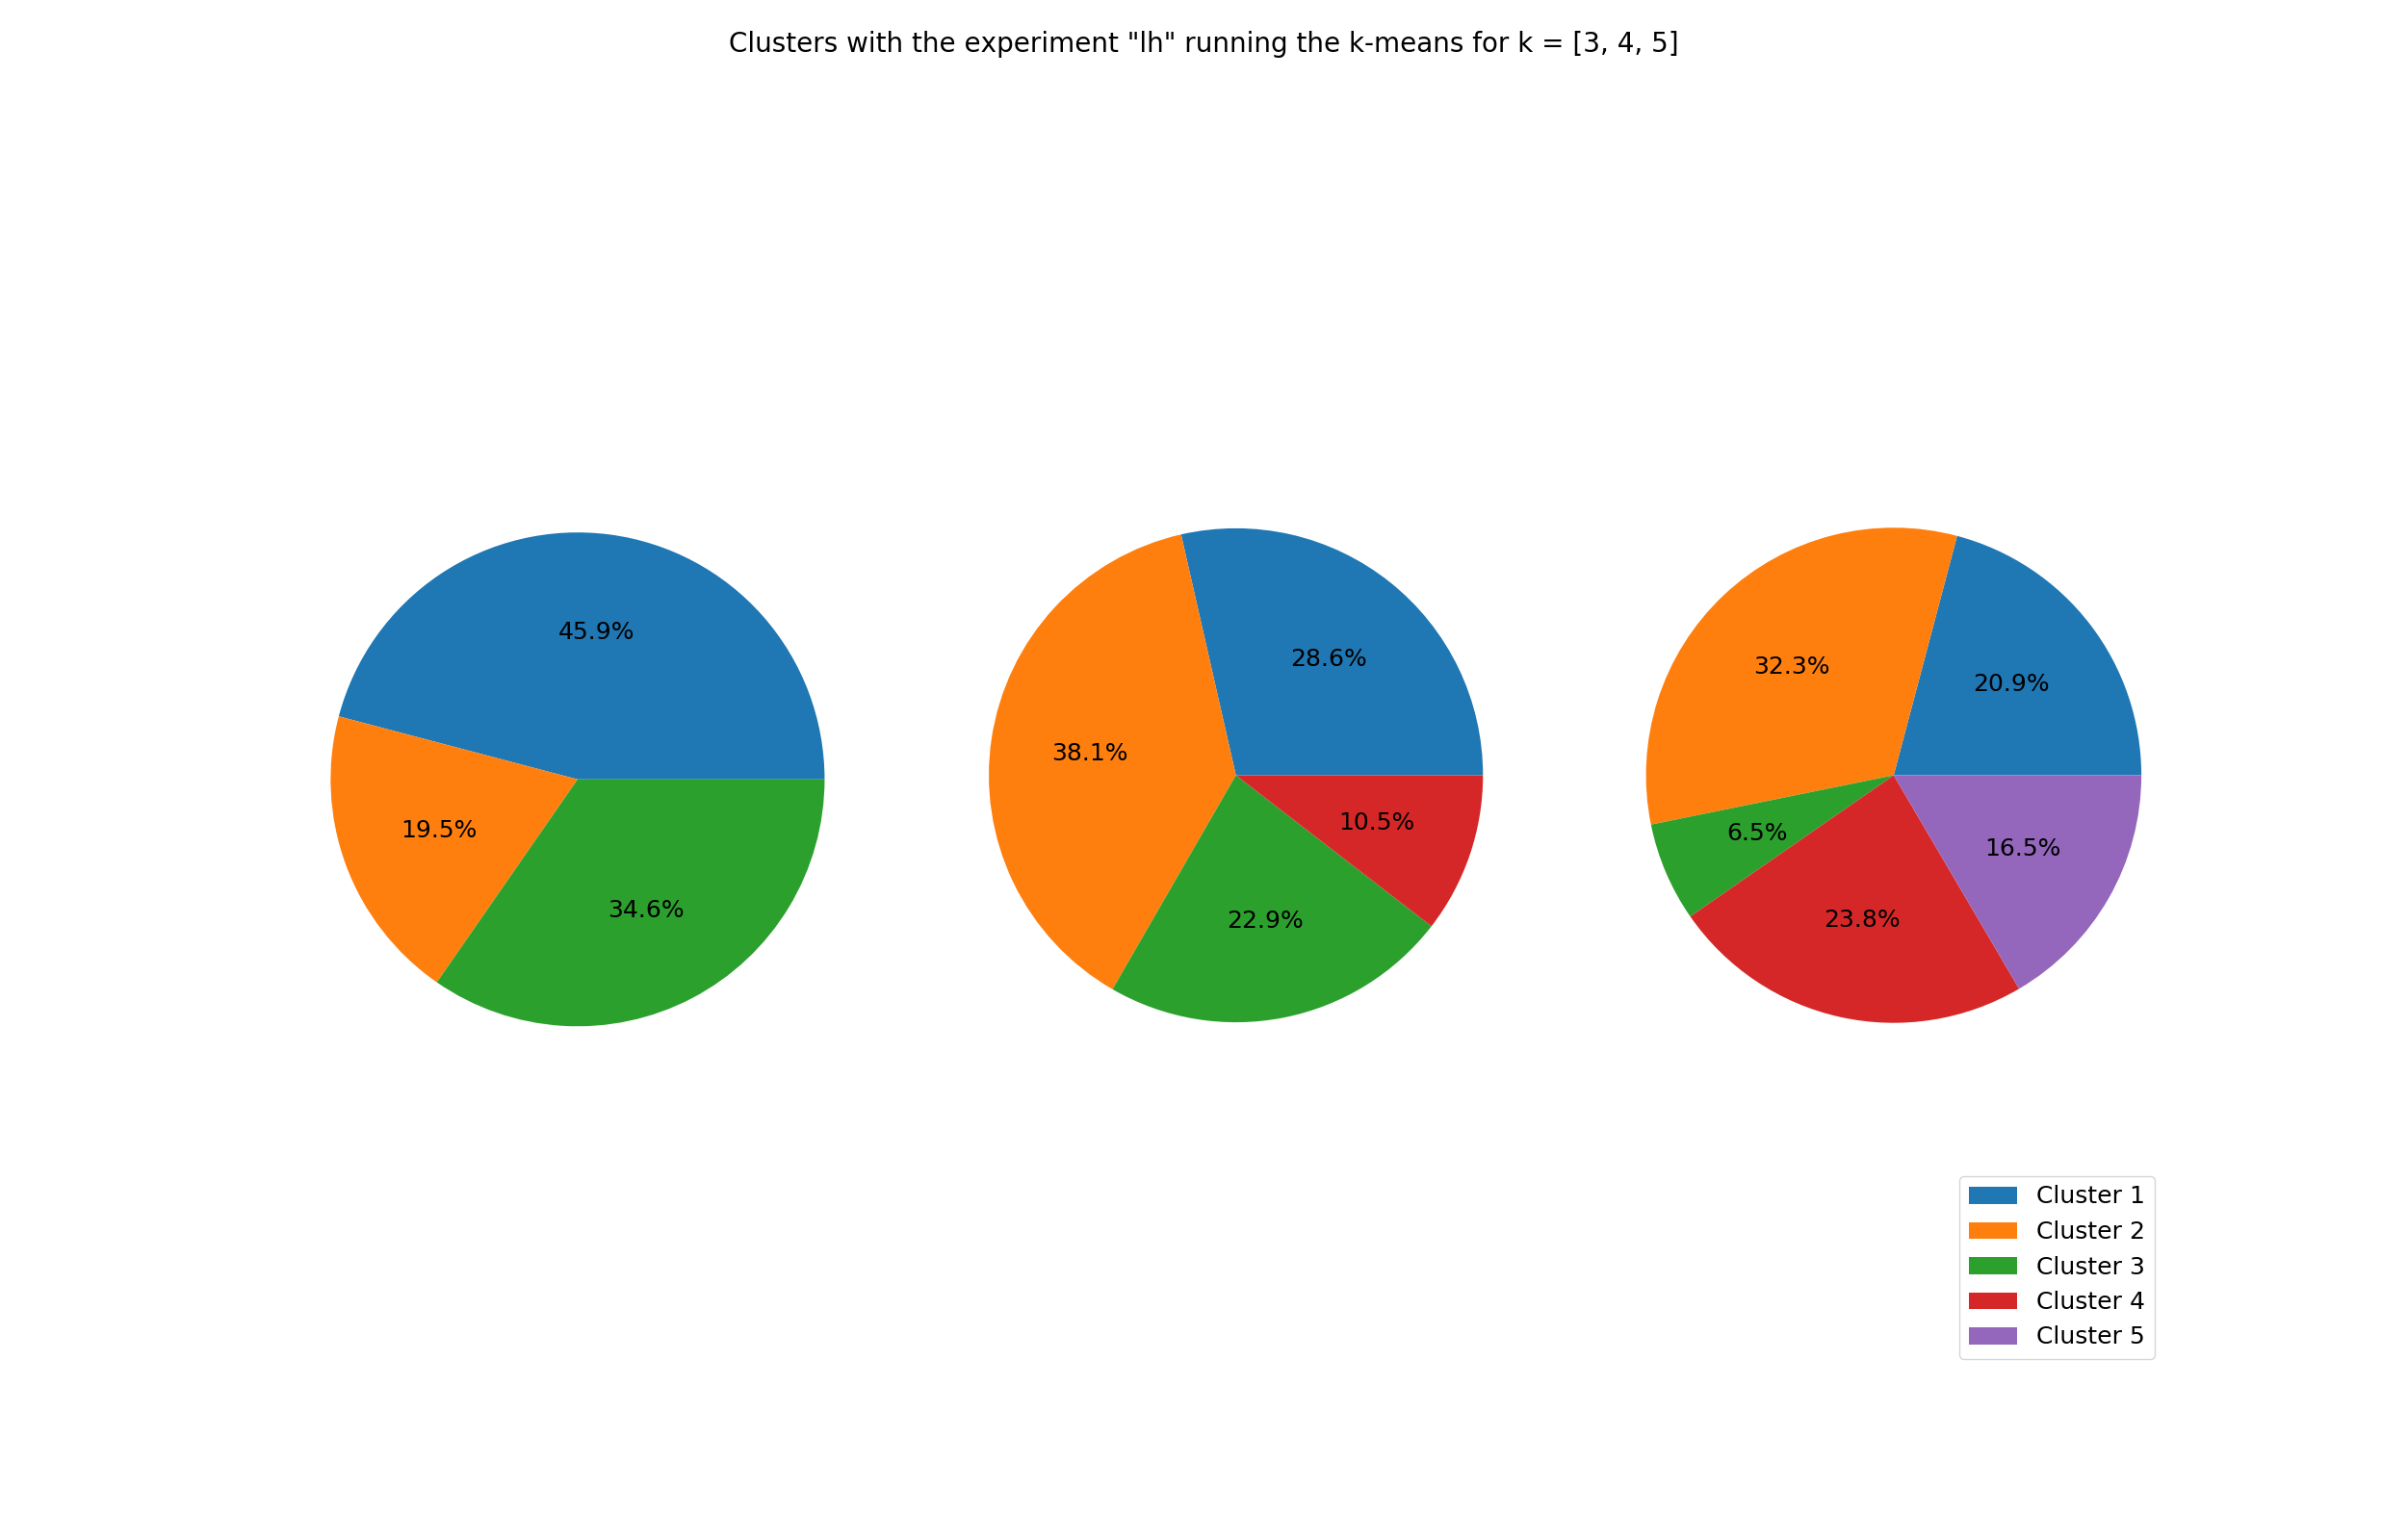 Clusters with the experiment "lh" running the k-means for k = [3, 4, 5]
45.9%
19.5%
34.6%
28.6%
38.1%
22.9%
10.5%
20.9%
32.3%
6.5%
23.8%
16.5%
Cluster 1
Cluster 2
Cluster 3
Cluster 4
Cluster 5